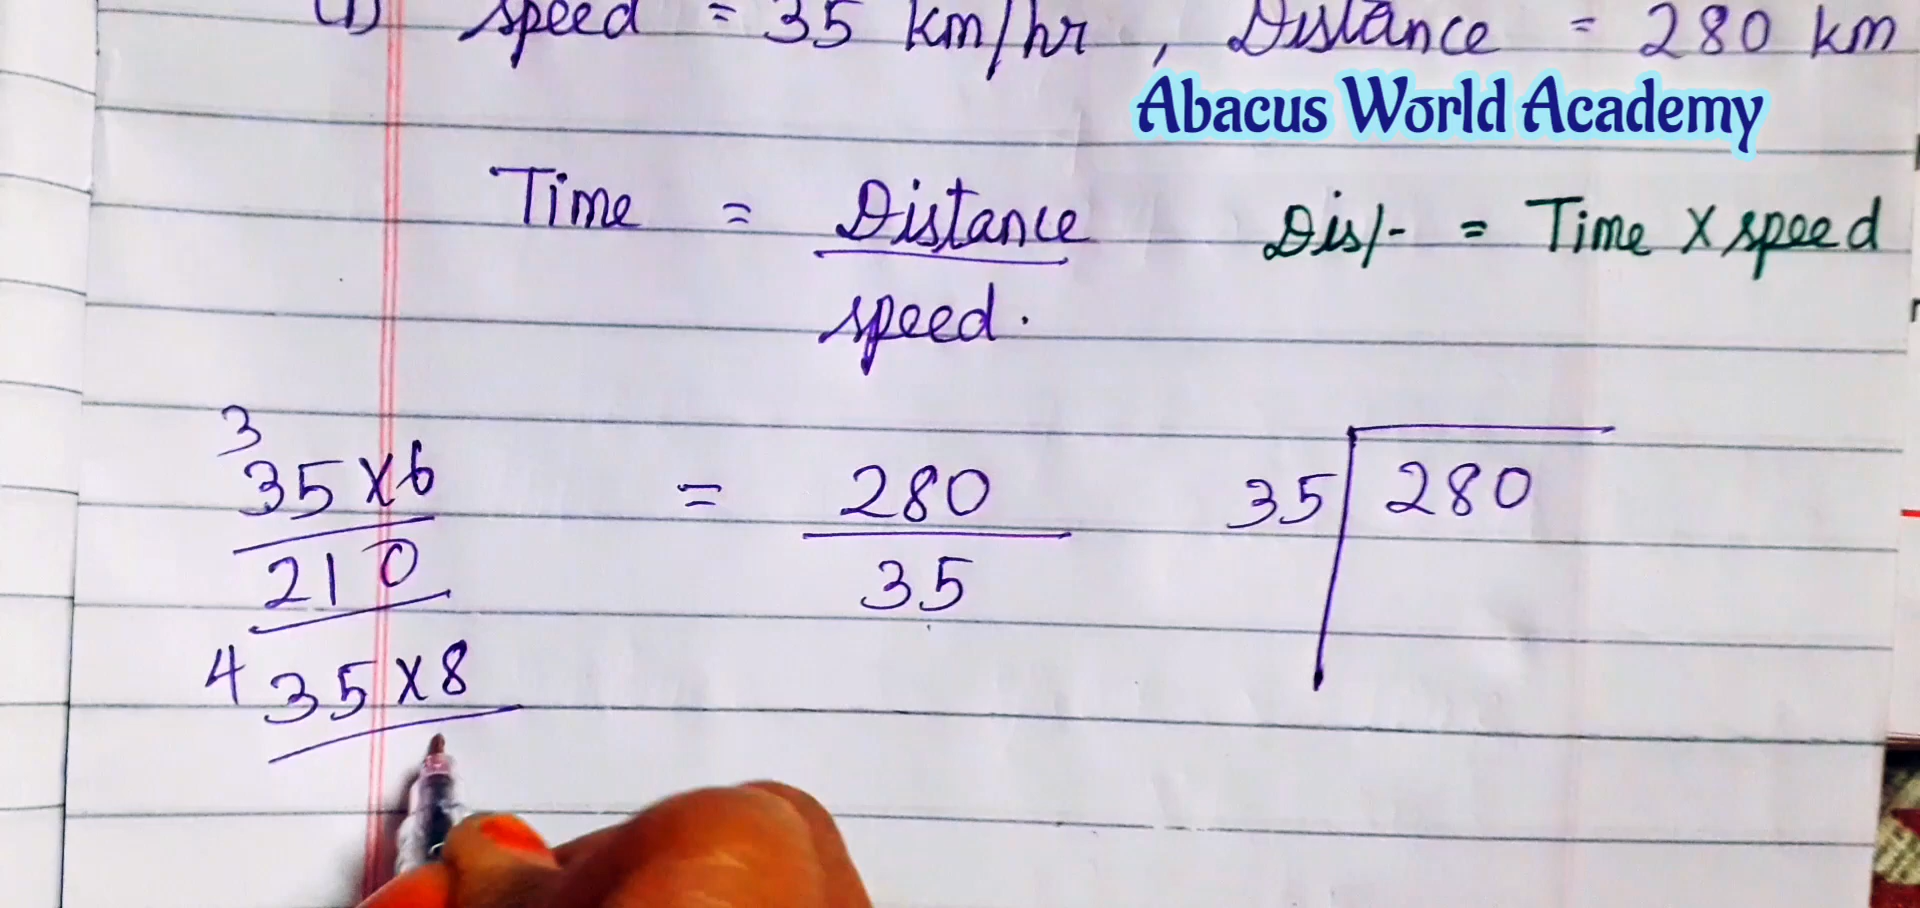 (1) Speed = 35 km/hr , Distance = 280 km
Abacus World Academy
Time = Distance
speed.
Dis/- = Time X speed
3
35 x 6
210
4 35 x 8
= 280
35
35 280